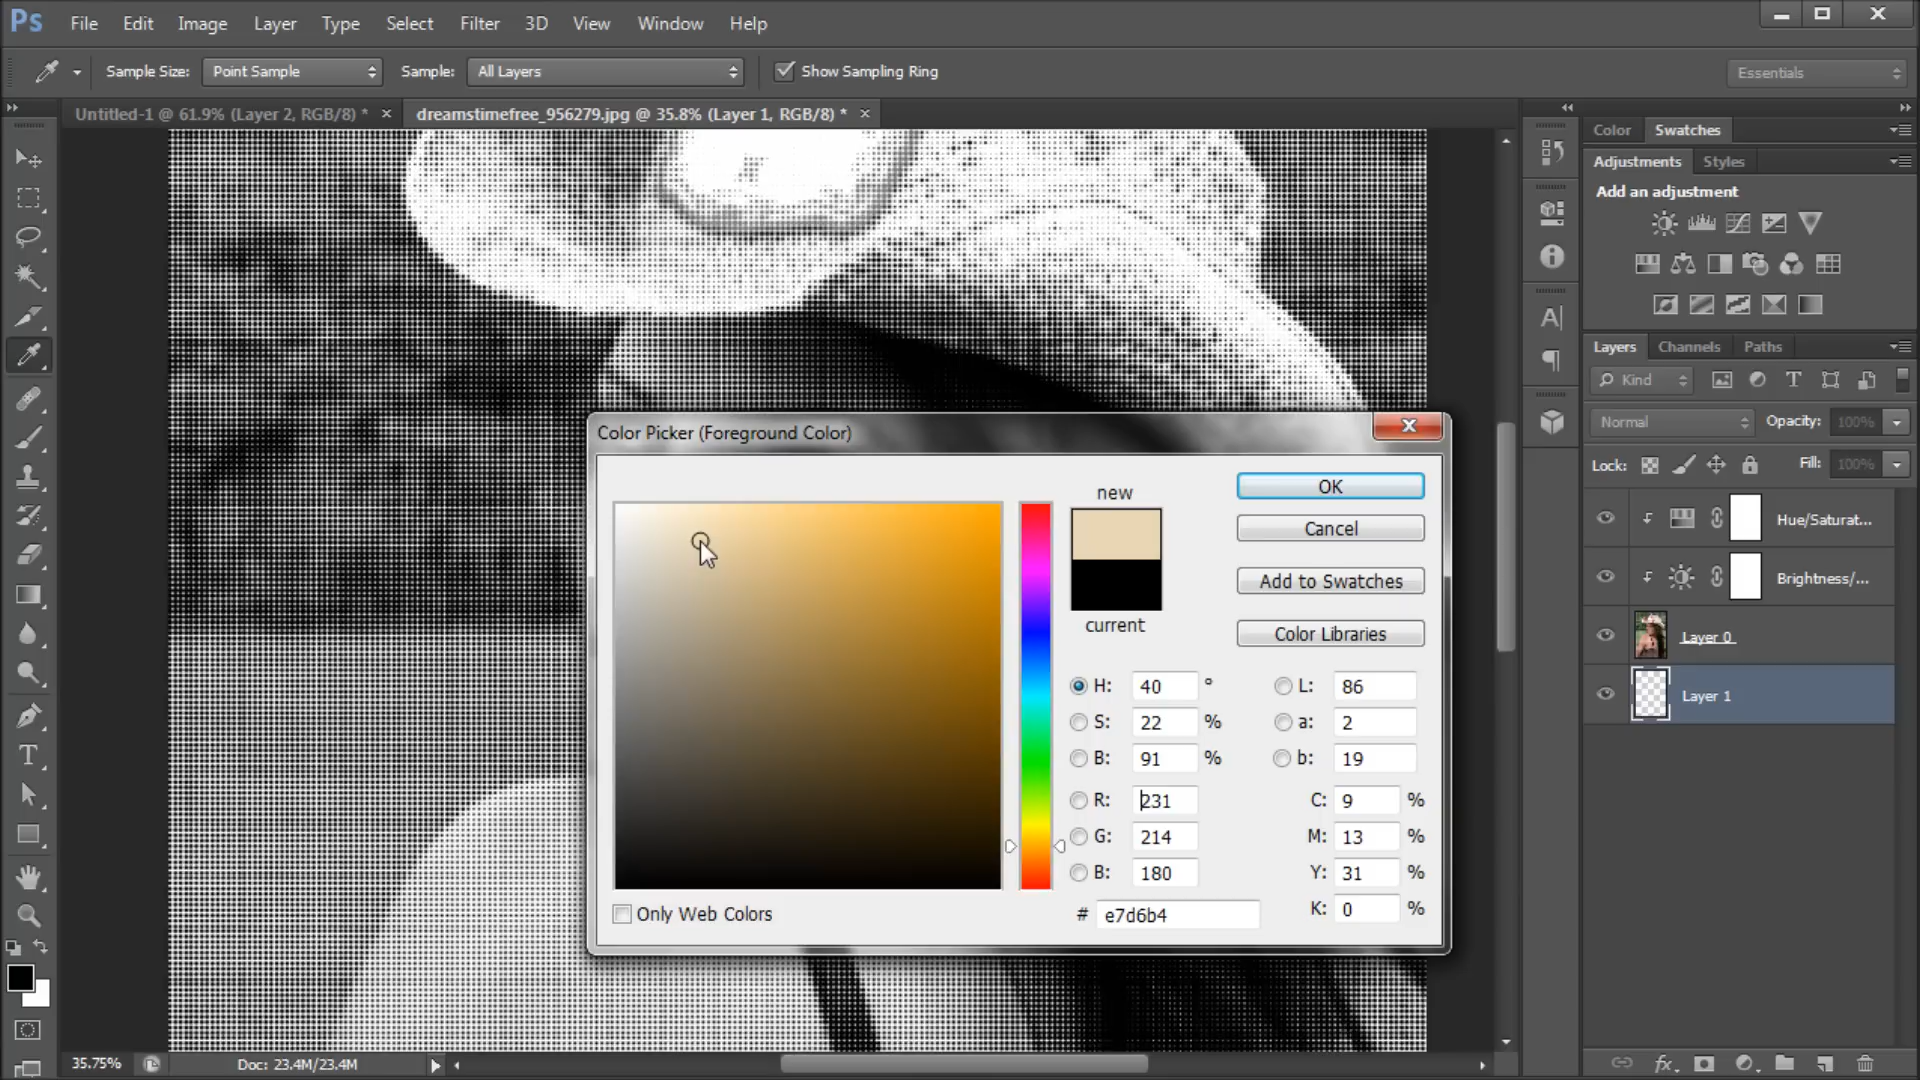 Ps File Edit Image Layer Type Select Filter 3D View Window Help
Sample Size: Point Sample Sample: All Layers Show Sampling Ring Essentials
Untitled-1 @ 61.9% (Layer 2, RGB/8) * × dreamstimefree_956279.jpg @ 35.8% (Layer 1, RGB/8) * ×
Color Swatches
Adjustments Styles
Add an adjustment
Layers Channels Paths
Kind
Normal Opacity: 100%
Lock: Fill: 100%
Hue/Saturat...
Brightness/...
Layer 0
Layer 1
Color Picker (Foreground Color)
new
current
OK
Cancel
Add to Swatches
Color Libraries
H: 40 ° L: 86
S: 22 % a: 2
B: 91 % b: 19
R: 231 C: 9 %
G: 214 M: 13 %
B: 180 Y: 31 %
# e7d6b4 K: 0 %
Only Web Colors
35.75% Doc: 23.4M/23.4M